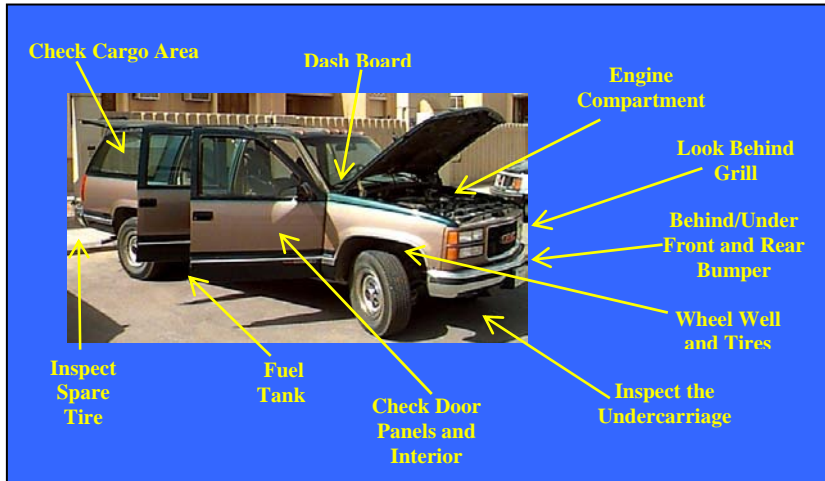 Check Cargo Area
Dash Board
Engine
Compartment
Look Behind
Grill
Behind/Under
Front and Rear
Bumper
Wheel Well
and Tires
Inspect the
Undercarriage
Check Door
Panels and
Interior
Fuel
Tank
Inspect
Spare
Tire
GMC